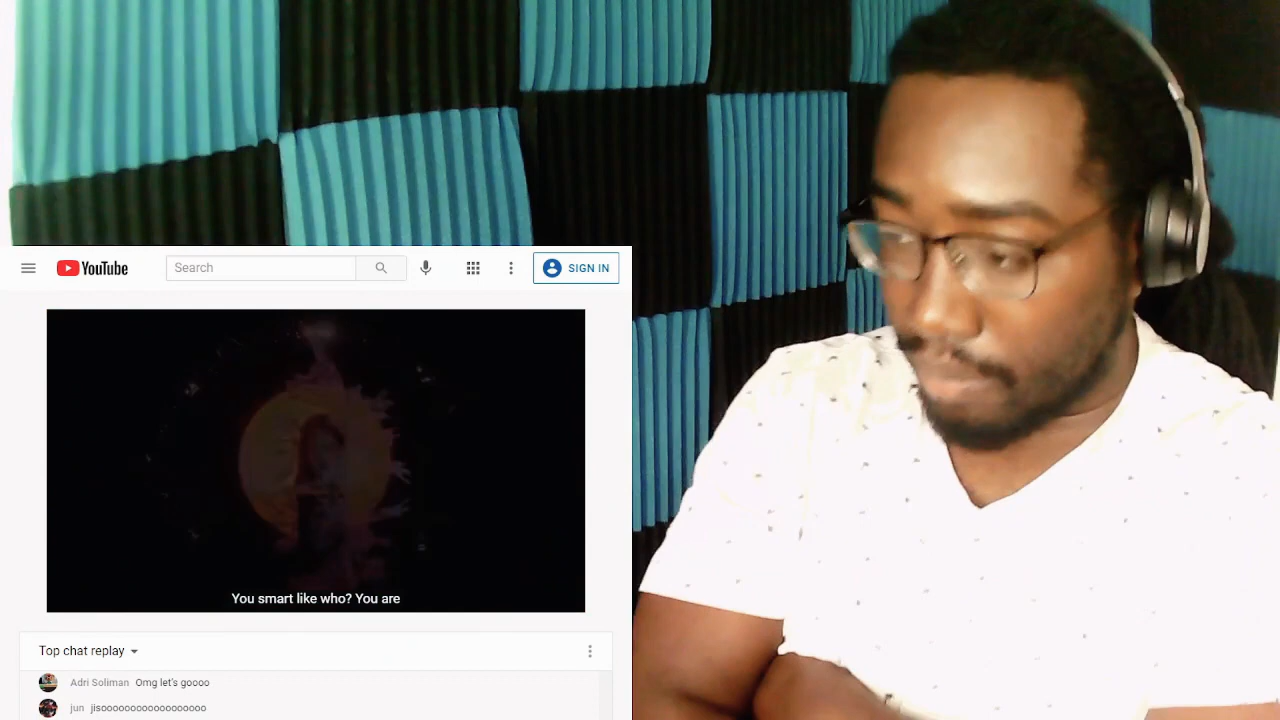 YouTube
Search
SIGN IN
You smart like who? You are
Top chat replay
Adri Soliman Omg let's goooo
jun jisoooooooooooooooooo